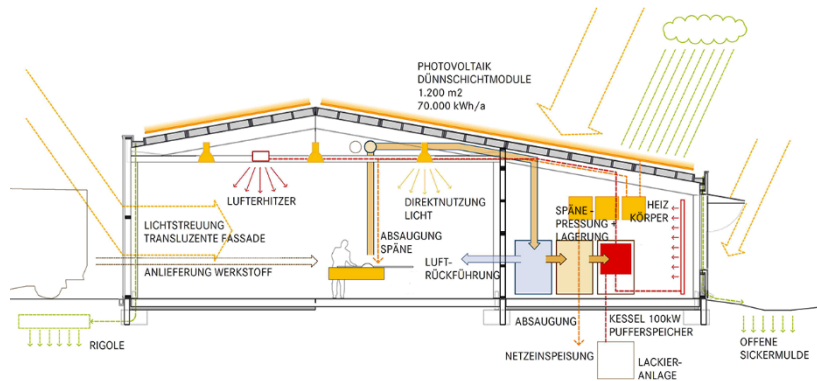 PHOTOVOLTAIK
DÜNNSCHICHTMODULE
1.200 m2
70.000 kWh/a
LUFTERHITZER
DIREKTNUTZUNG
LICHT
LICHTSTREUUNG
TRANSLUZENTE FASSADE
ABSAUGUNG
SPÄNE
SPÄNE -
PRESSUNG +
LAGERUNG
HEIZ
KÖRPER
ANLIEFERUNG WERKSTOFF
LUFT-
RÜCKFÜHRUNG
ABSAUGUNG
KESSEL 100kW
PUFFERSPEICHER
RIGOLE
NETZEINSPEISUNG
LACKIER-
ANLAGE
OFFENE
SICKERMULDE